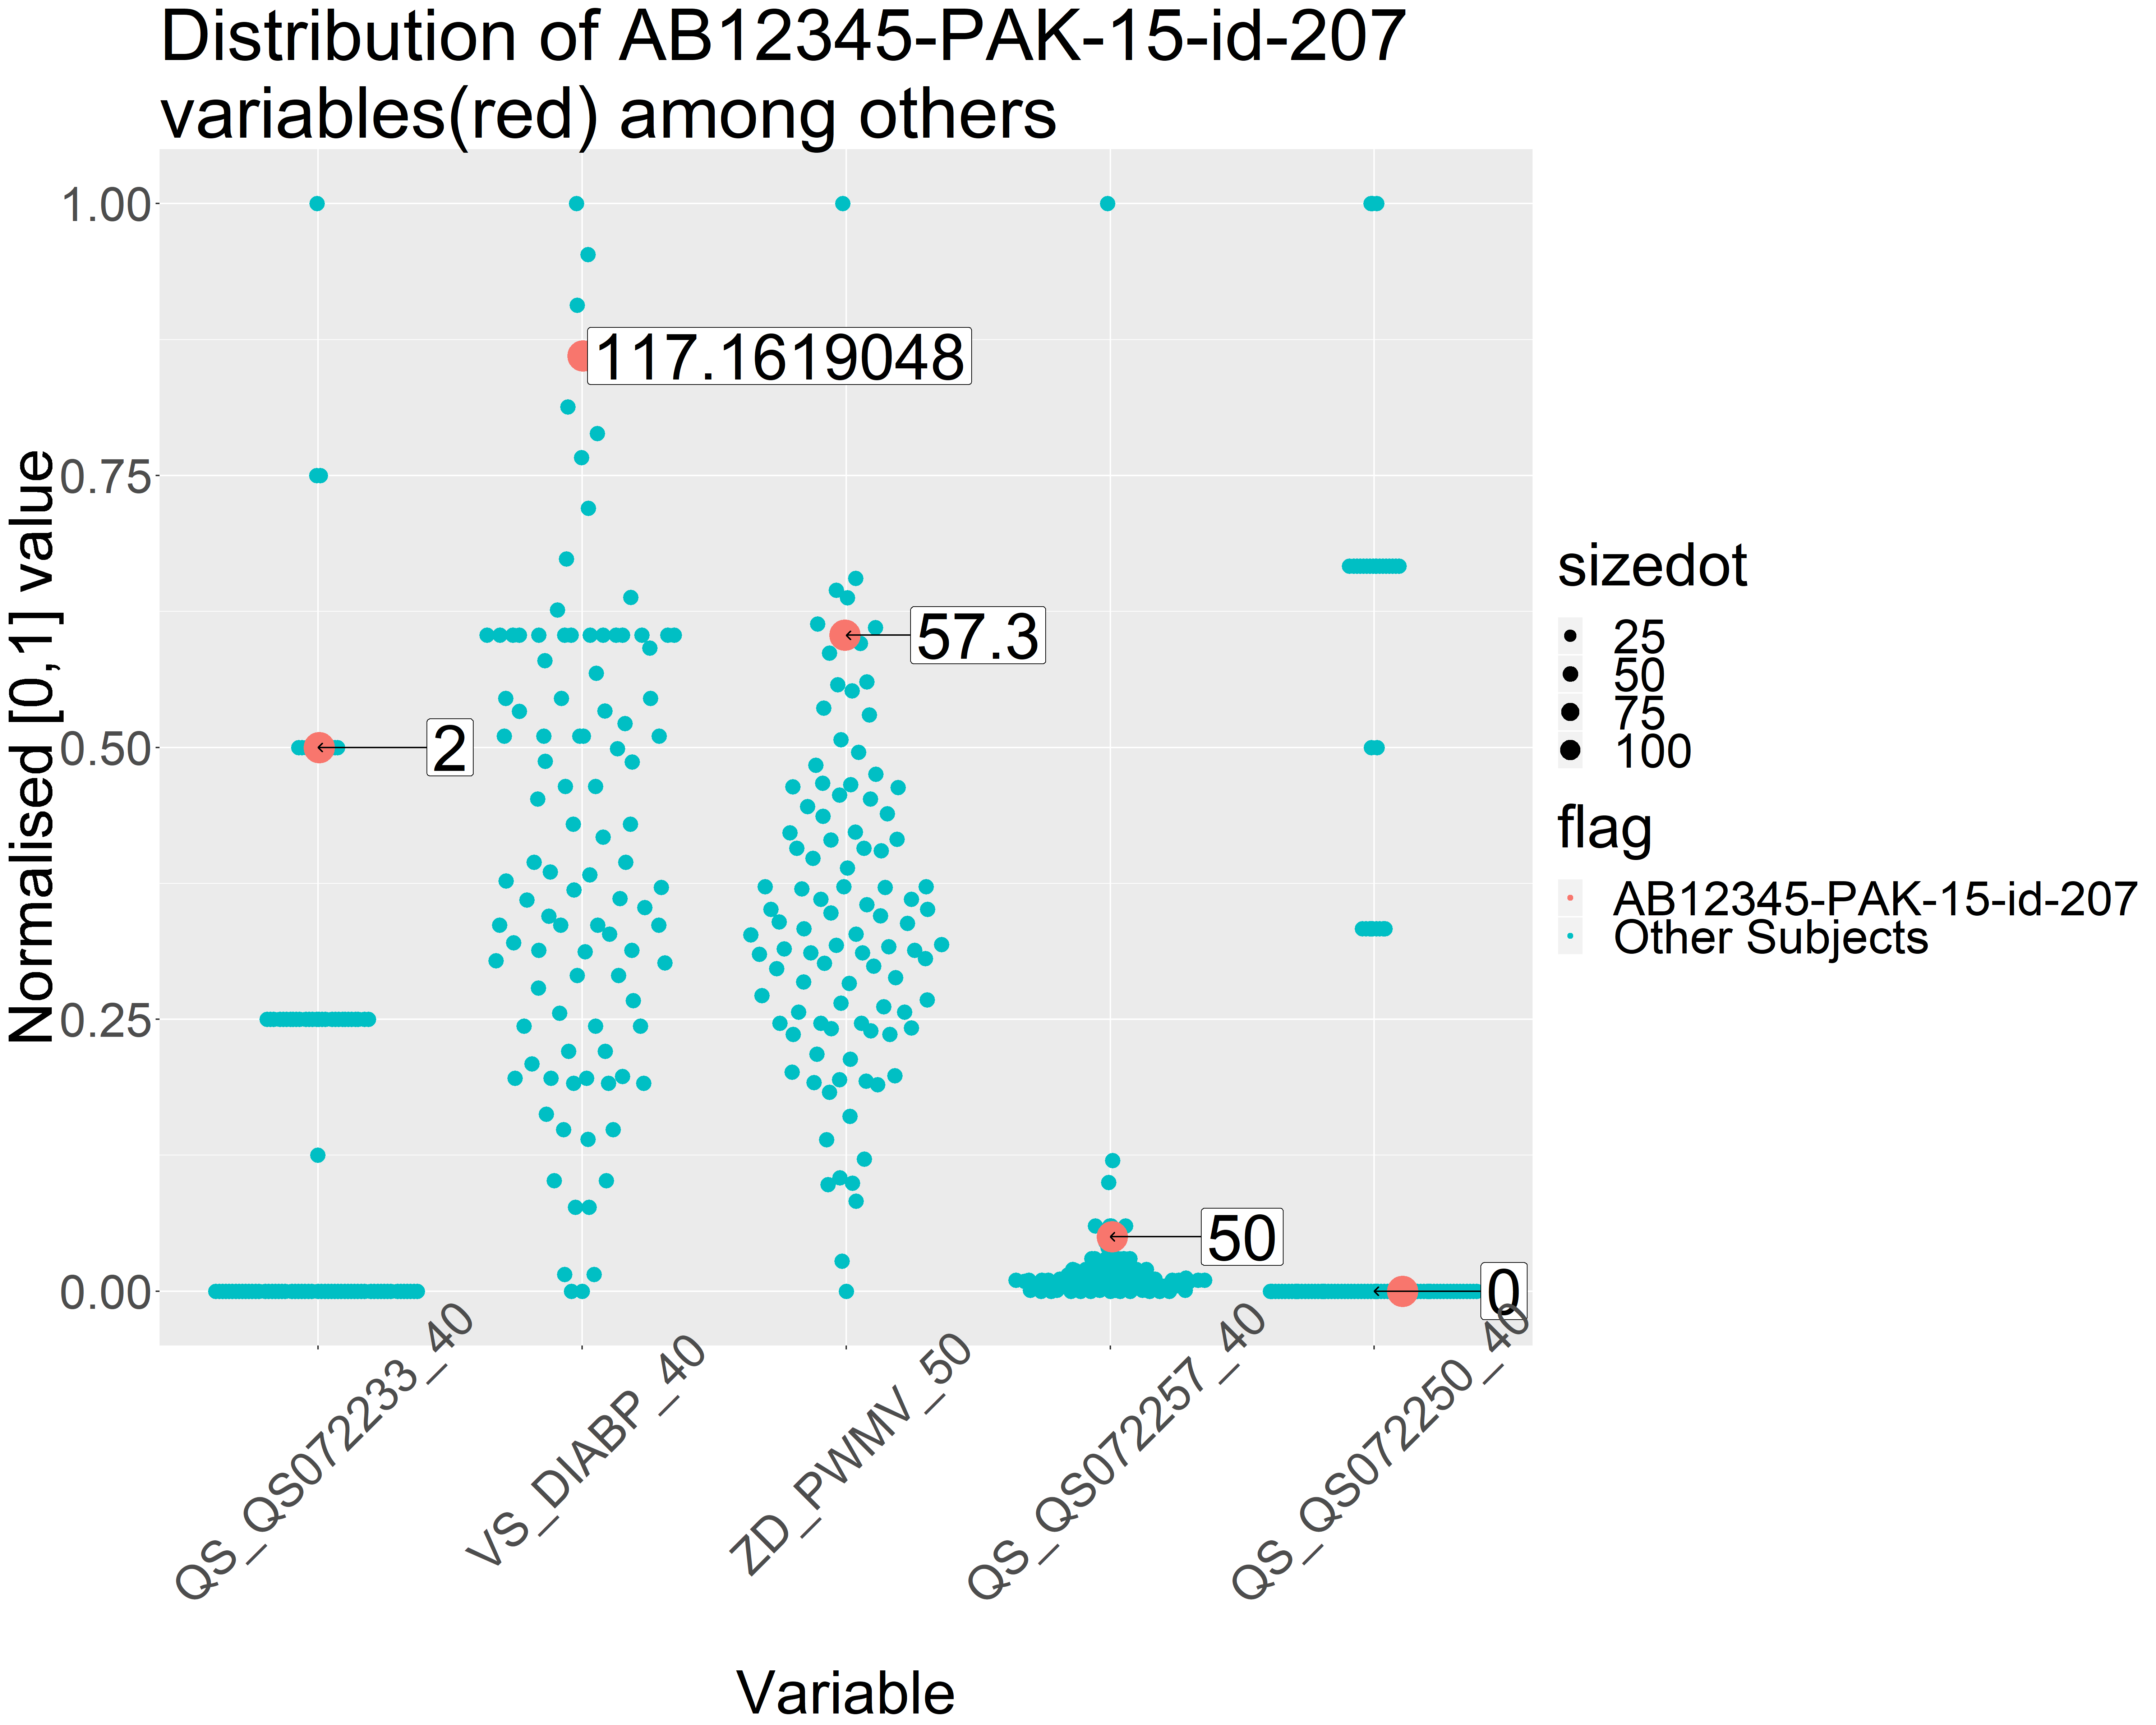 Distribution of AB12345-PAK-15-id-207
variables(red) among others
Normalised [0,1] value
1.00
0.75
0.50
0.25
0.00
117.1619048
57.3
2
50
0
QS_QS072233_40
VS_DIABP_40
ZD_PWMV_50
QS_QS072257_40
QS_QS072250_40
Variable
sizedot
25
50
75
100
flag
AB12345-PAK-15-id-207
Other Subjects